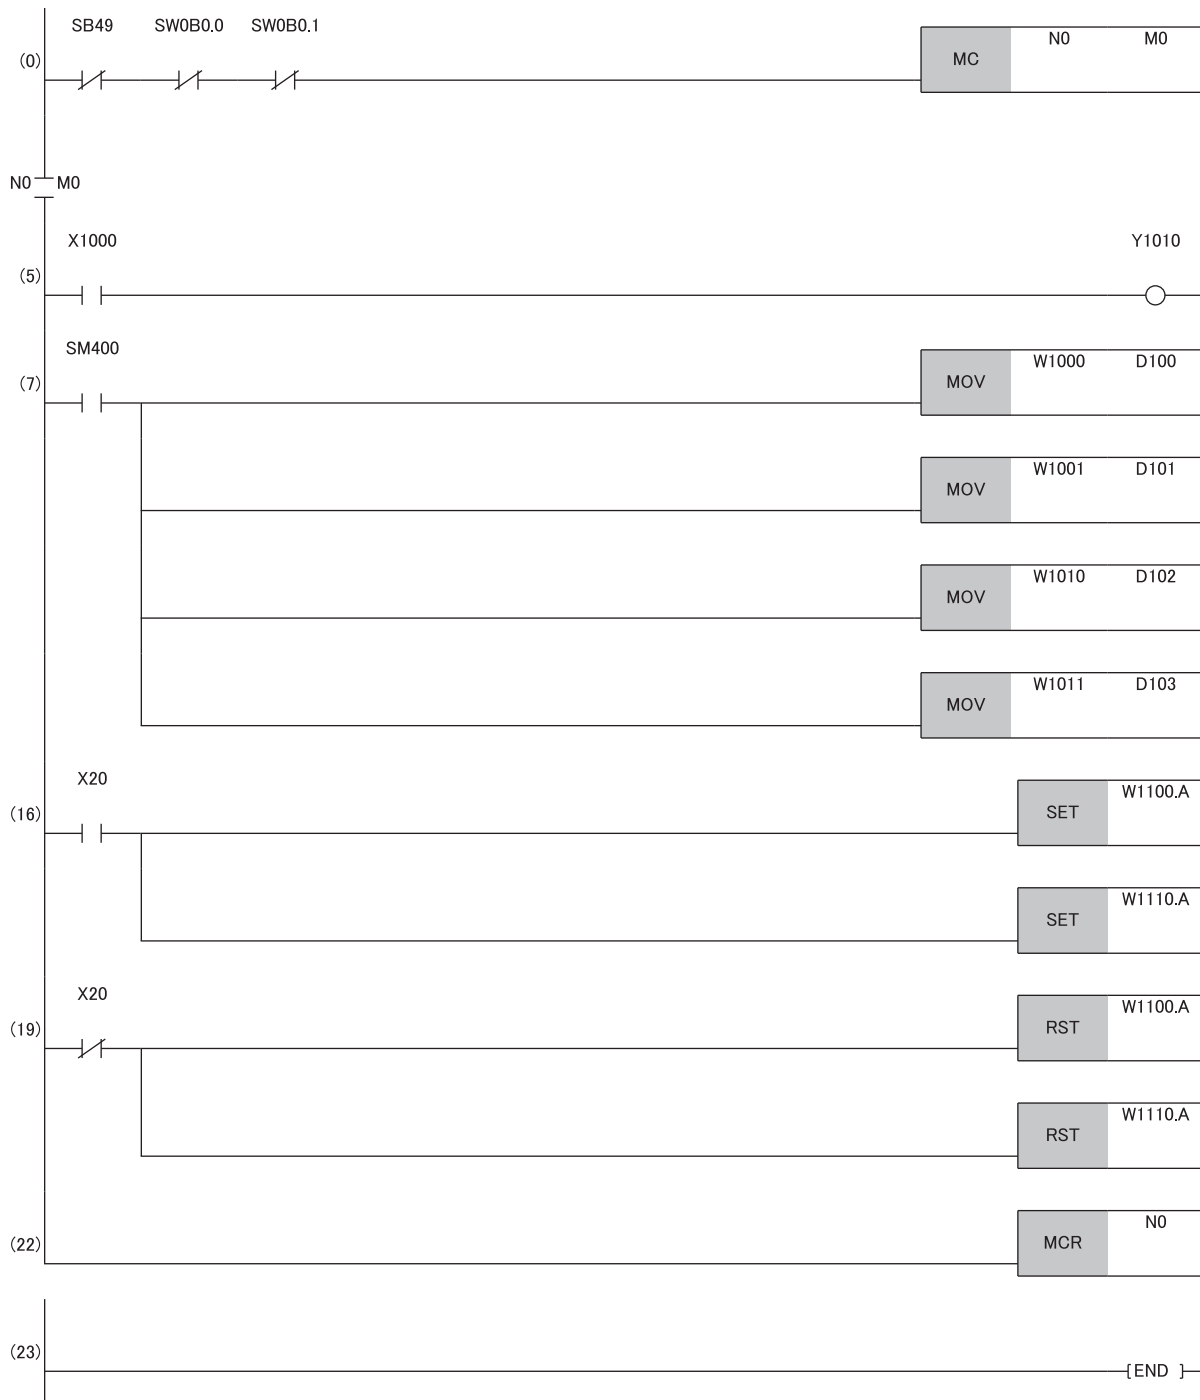 SB49 SW0B0.0 SW0B0.1
(0) MC N0 M0
N0 M0
X1000 Y1010
(5)
SM400
(7) MOV W1000 D100
MOV W1001 D101
MOV W1010 D102
MOV W1011 D103
X20
(16) SET W1100.A
SET W1110.A
X20
(19) RST W1100.A
RST W1110.A
(22) MCR N0
(23) [END ]